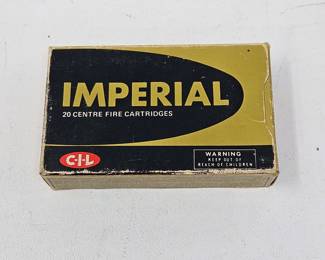 IMPERIAL
20 CENTRE FIRE CARTRIDGES
C-I-L
WARNING
KEEP OUT OF
REACH OF CHILDREN